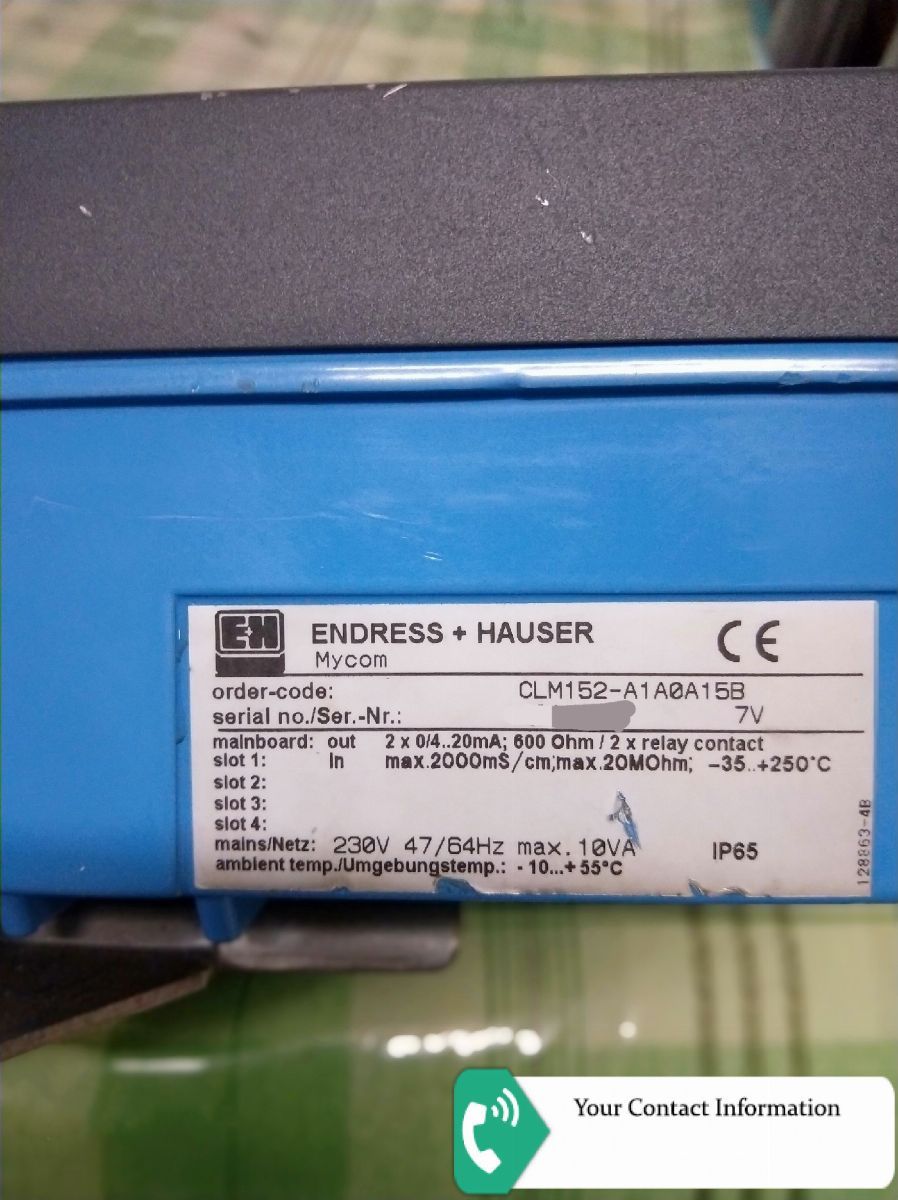 E+H
ENDRESS + HAUSER
Mycom
CE
order-code: CLM152-A1A0A15B
serial no./Ser.-Nr.: 7V
mainboard: out 2 x 0/4..20mA; 600 Ohm / 2 x relay contact
slot 1: In max.2000mS/cm;max.20MOhm; -35..+250°C
slot 2:
slot 3:
slot 4:
mains/Netz: 230V 47/64Hz max.10VA IP65
ambient temp./Umgebungstemp.: - 10...+ 55°C
128863-4B
Your Contact Information